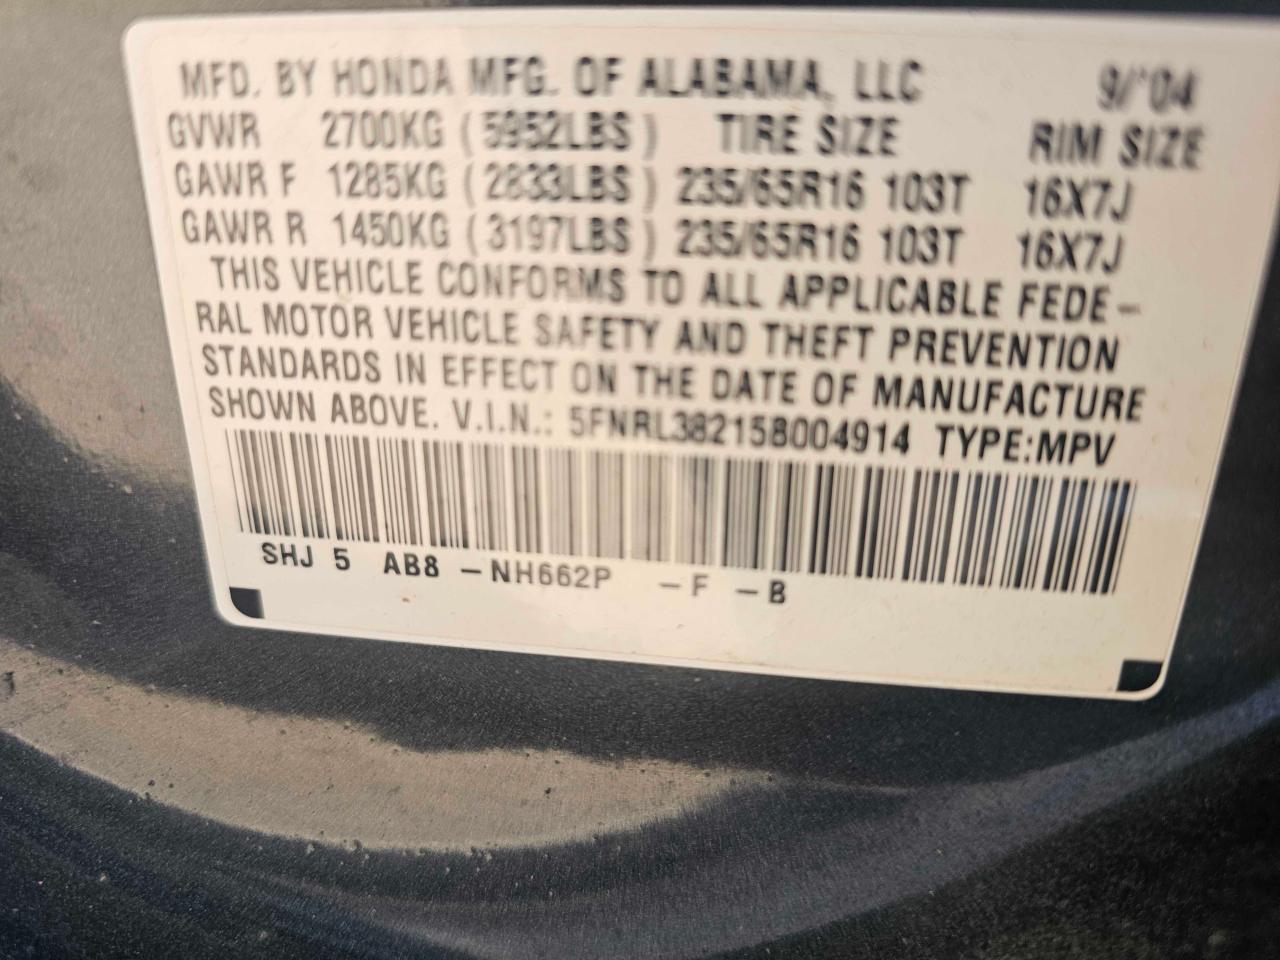 MFD. BY HONDA MFG. OF ALABAMA, LLC 9/'04
GVWR 2700KG (5952LBS) TIRE SIZE RIM SIZE
GAWR F 1285KG (2833LBS) 235/65R16 103T 16X7J
GAWR R 1450KG (3197LBS) 235/65R16 103T 16X7J
THIS VEHICLE CONFORMS TO ALL APPLICABLE FEDE-
RAL MOTOR VEHICLE SAFETY AND THEFT PREVENTION
STANDARDS IN EFFECT ON THE DATE OF MANUFACTURE
SHOWN ABOVE. V.I.N.: 5FNRL38215B004914 TYPE:MPV
SHJ 5 AB8 -NH662P -F -B